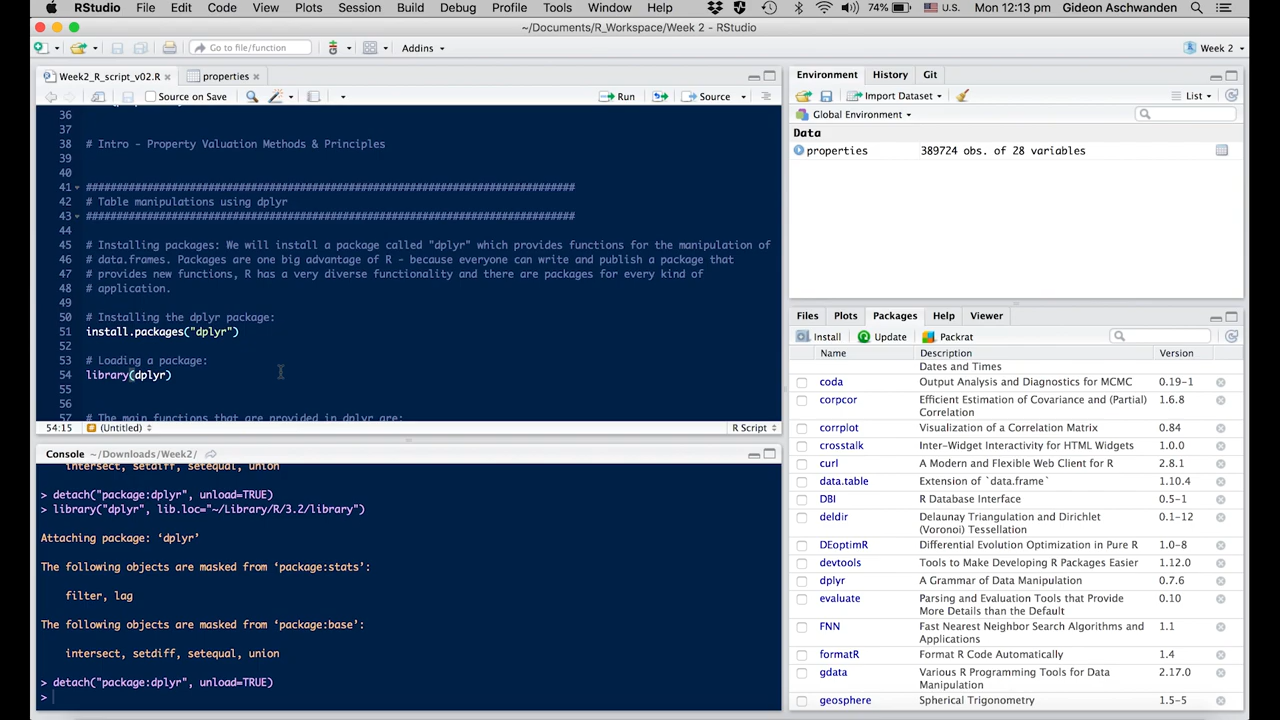 RStudio File Edit Code View Plots Session Build Debug Profile Tools Window Help 74% U.S. Mon 12:13 PM Gideon Aschwanden
~/Documents/R_Workspace/Week 2 - RStudio
Go to file/function Addins Week 2
Week2_R_script_v02.R properties
Source on Save Run Source
36
37
38 # Intro - Property Valuation Methods & Principles
39
40
41 ################################################################################
42 # Table manipulations using dplyr
43 ################################################################################
44
45 # Installing packages: We will install a package called "dplyr" which provides functions for the manipulation of
46 # data.frames. Packages are one big advantage of R - because everyone can write and publish a package that
47 # provides new functions, R has a very diverse functionality and there are packages for every kind of
48 # application.
49
50 # Installing the dplyr package:
51 install.packages("dplyr")
52
53 # Loading a package:
54 library(dplyr)
55
56
57 # The main functions that are provided in dplyr are:
54:15 (Untitled) R Script
Console ~/Downloads/Week2/
intersect, setdiff, setequal, union
> detach("package:dplyr", unload=TRUE)
> library("dplyr", lib.loc="~/Library/R/3.2/library")
Attaching package: ‘dplyr’
The following objects are masked from ‘package:stats’:
filter, lag
The following objects are masked from ‘package:base’:
intersect, setdiff, setequal, union
> detach("package:dplyr", unload=TRUE)
>
Environment History Git
Import Dataset List
Global Environment
Data
properties 389724 obs. of 28 variables
Files Plots Packages Help Viewer
Install Update Packrat
Name Description Version
Dates and Times
coda Output Analysis and Diagnostics for MCMC 0.19-1
corpcor Efficient Estimation of Covariance and (Partial) 1.6.8
Correlation
corrplot Visualization of a Correlation Matrix 0.84
crosstalk Inter-Widget Interactivity for HTML Widgets 1.0.0
curl A Modern and Flexible Web Client for R 2.8.1
data.table Extension of `data.frame` 1.10.4
DBI R Database Interface 0.5-1
deldir Delaunay Triangulation and Dirichlet 0.1-12
(Voronoi) Tessellation
DEoptimR Differential Evolution Optimization in Pure R 1.0-8
devtools Tools to Make Developing R Packages Easier 1.12.0
dplyr A Grammar of Data Manipulation 0.7.6
evaluate Parsing and Evaluation Tools that Provide 0.10
More Details than the Default
FNN Fast Nearest Neighbor Search Algorithms and 1.1
Applications
formatR Format R Code Automatically 1.4
gdata Various R Programming Tools for Data 2.17.0
Manipulation
geosphere Spherical Trigonometry 1.5-5